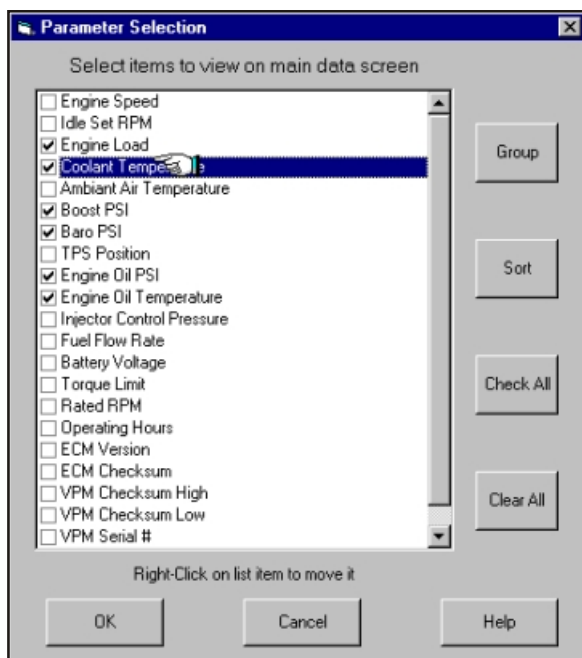 Parameter Selection
Select items to view on main data screen
Engine Speed
Idle Set RPM
Engine Load
Coolant
Ambiant Air Temperature
Boost PSI
Baro PSI
TPS Position
Engine Oil PSI
Engine Oil Temperature
Injector Control Pressure
Fuel Flow Rate
Battery Voltage
Torque Limit
Rated RPM
Operating Hours
ECM Version
ECM Checksum
VPM Checksum High
VPM Checksum Low
VPM Serial #
Group
Sort
Check All
Clear All
Right-Click on list item to move it
OK Cancel Help